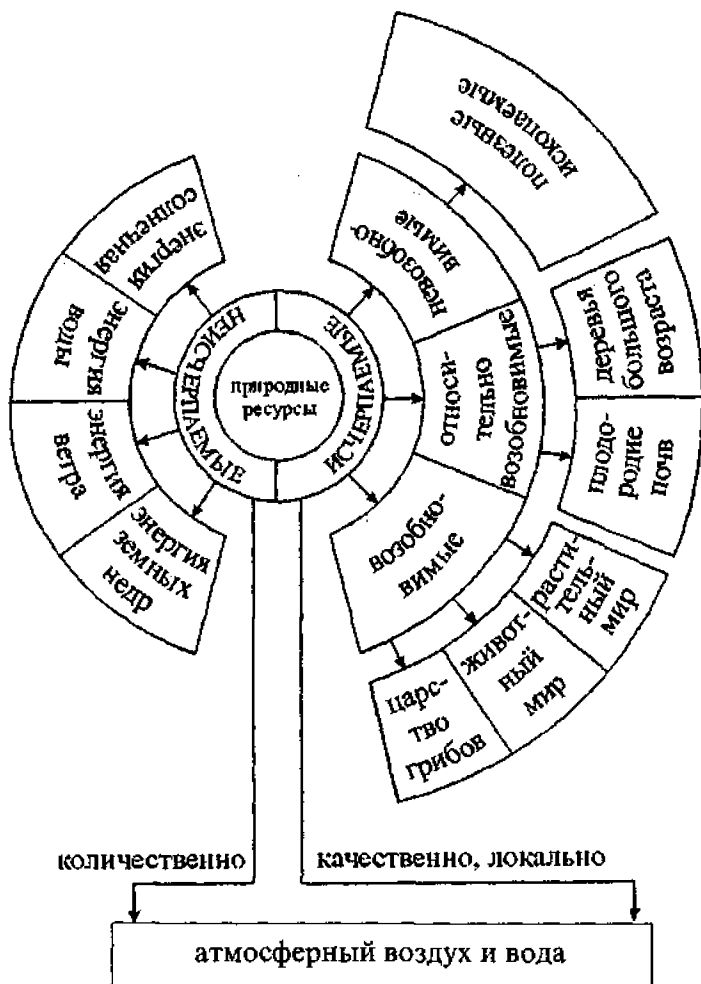 природные
ресурсы
НЕИСЧЕРПАЕМЫЕ
солнечная
энергия
энергия
воды
энергия
ветра
энергия
земных
недр
ИСЧЕРПАЕМЫЕ
невозобно-
вимые
полезные
ископаемые
относи-
тельно
возобновимые
деревья
большого
возраста
плодо-
родие
почв
возобно-
вимые
расти-
тель-
ный мир
живот-
ный
мир
царс-
тво
грибов
количественно
качественно, локально
атмосферный воздух и вода